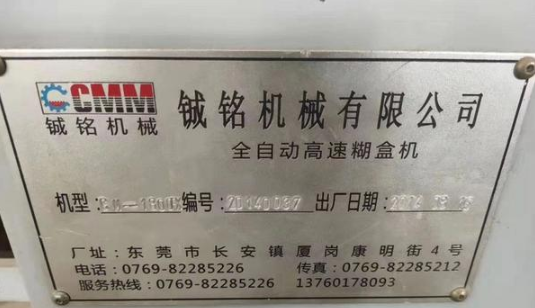 CMM
铖铭机械
铖铭机械有限公司
全自动高速糊盒机
机型: 编号: 20140037 出厂日期:
厂址:东莞市长安镇厦岗康明街4号
电话:0769-82285226 传真:0769-82285212
服务热线:0769-82285226 13760178093